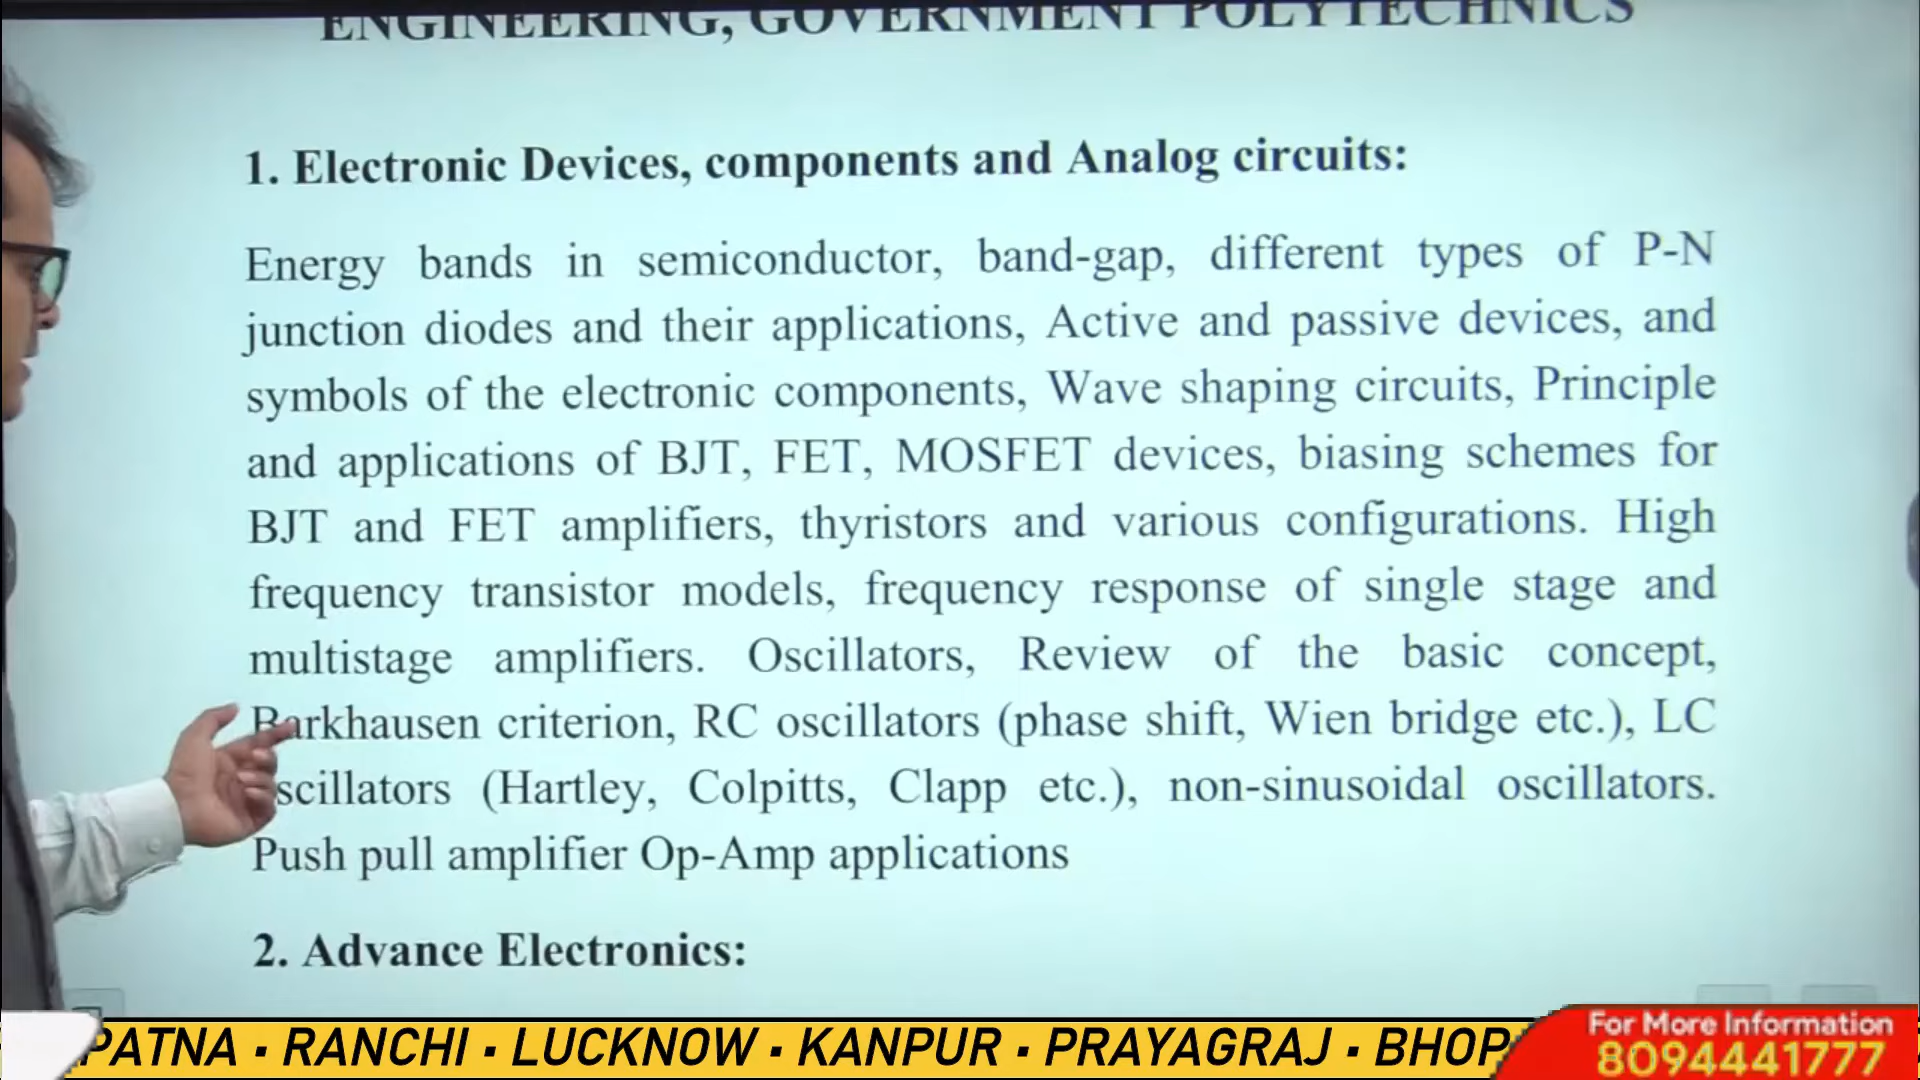 ENGINEERING, GOVERNMENT POLYTECHNICS
1. Electronic Devices, components and Analog circuits:
Energy bands in semiconductor, band-gap, different types of P-N
junction diodes and their applications, Active and passive devices, and
symbols of the electronic components, Wave shaping circuits, Principle
and applications of BJT, FET, MOSFET devices, biasing schemes for
BJT and FET amplifiers, thyristors and various configurations. High
frequency transistor models, frequency response of single stage and
multistage amplifiers. Oscillators, Review of the basic concept,
Barkhausen criterion, RC oscillators (phase shift, Wien bridge etc.), LC
scillators (Hartley, Colpitts, Clapp etc.), non-sinusoidal oscillators.
Push pull amplifier Op-Amp applications
2. Advance Electronics:
PATNA · RANCHI · LUCKNOW · KANPUR · PRAYAGRAJ · BHOP
For More Information
8094441777